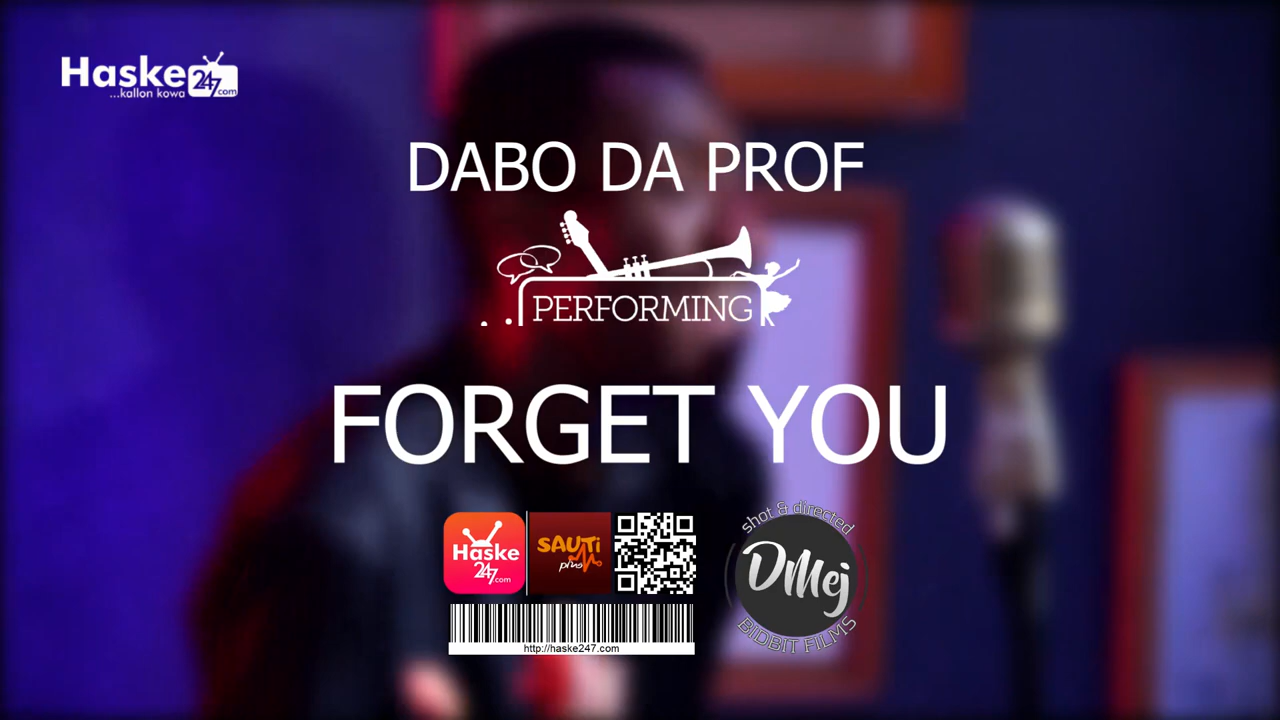 Haske247.com
...kallon kowa
DABO DA PROF
PERFORMING
FORGET YOU
Haske
247.com
SAUTi
plus
http://haske247.com
shot & directed
DMej
BIDBIT FILMS